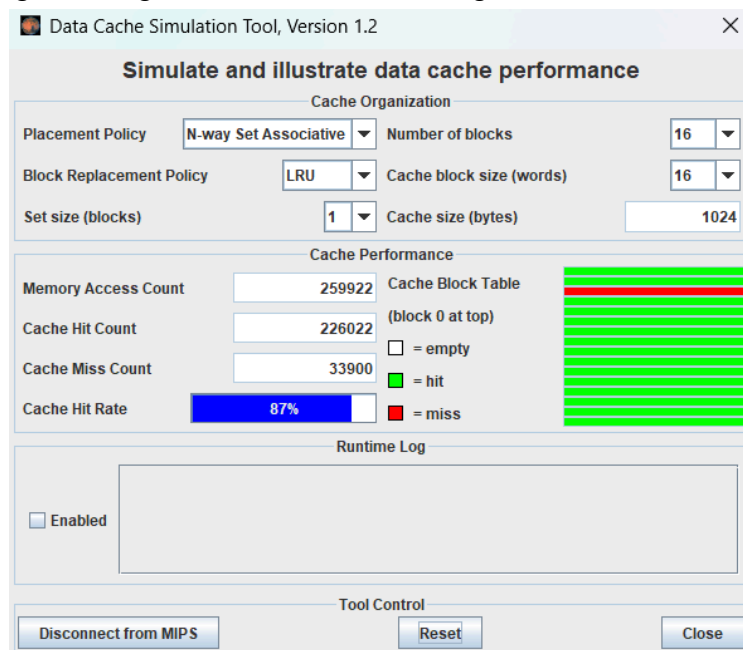 Data Cache Simulation Tool, Version 1.2
Simulate and illustrate data cache performance
Cache Organization
Placement Policy N-way Set Associative Number of blocks 16
Block Replacement Policy LRU Cache block size (words) 16
Set size (blocks) 1 Cache size (bytes) 1024
Cache Performance
Memory Access Count 259922 Cache Block Table
(block 0 at top)
Cache Hit Count 226022
= empty
Cache Miss Count 33900
= hit
Cache Hit Rate 87%
= miss
Runtime Log
Enabled
Tool Control
Disconnect from MIPS Reset Close